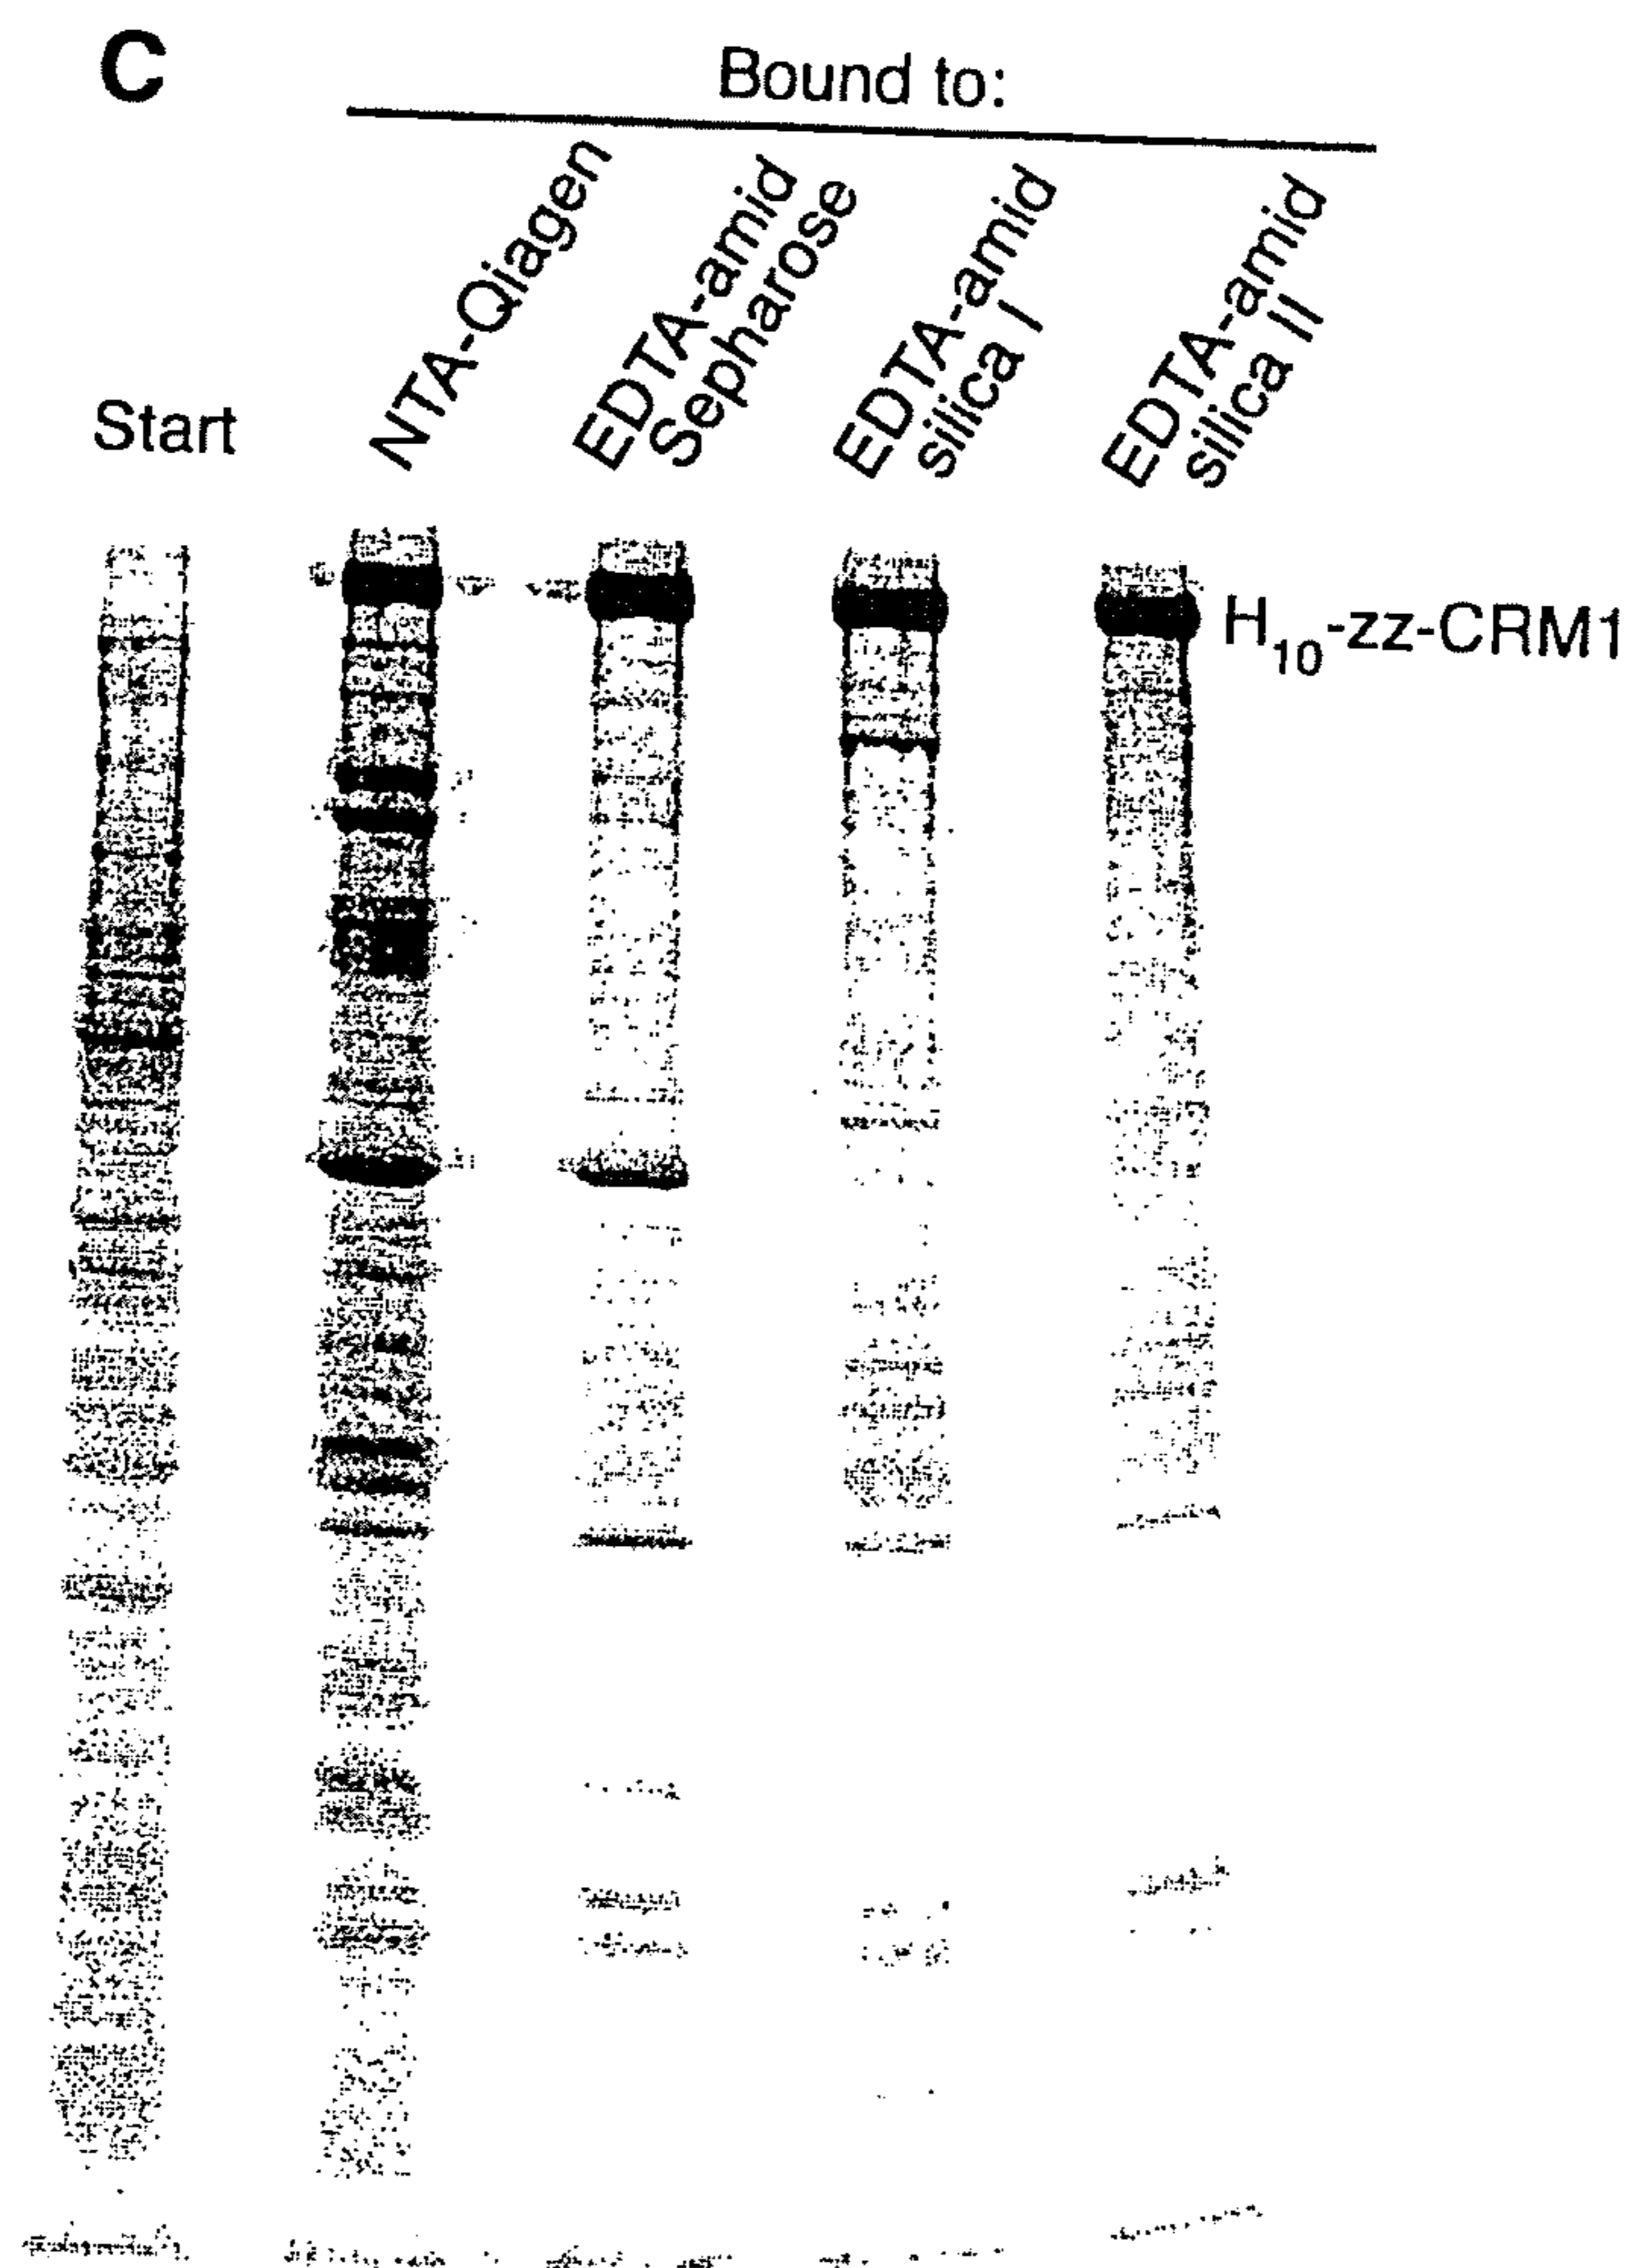 C
Bound to:
Start
NTA-Qiagen
EDTA-amid
Sepharose
EDTA-amid
silica I
EDTA-amid
silica II
H10-zz-CRM1